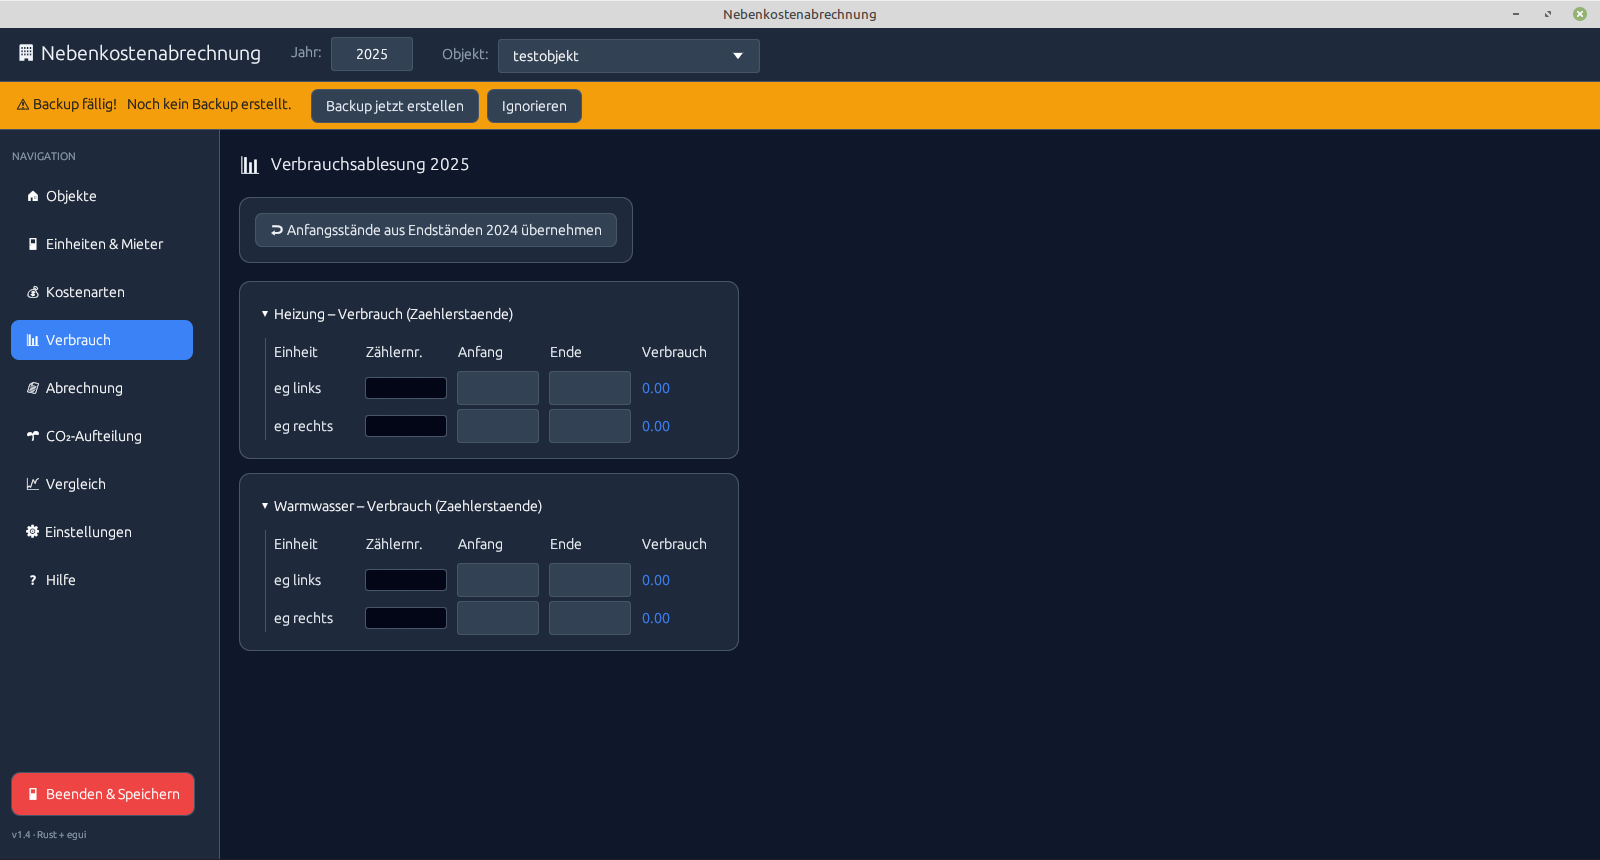 Nebenkostenabrechnung
Nebenkostenabrechnung Jahr: 2025 Objekt: testobjekt
⚠ Backup fällig! Noch kein Backup erstellt. Backup jetzt erstellen Ignorieren
NAVIGATION
Objekte
Einheiten & Mieter
Kostenarten
Verbrauch
Abrechnung
CO₂-Aufteilung
Vergleich
Einstellungen
? Hilfe
Beenden & Speichern
v1.4 · Rust + egui
Verbrauchsablesung 2025
Anfangsstände aus Endständen 2024 übernehmen
Heizung – Verbrauch (Zaehlerstaende)
Einheit Zählernr. Anfang Ende Verbrauch
eg links 0.00
eg rechts 0.00
Warmwasser – Verbrauch (Zaehlerstaende)
Einheit Zählernr. Anfang Ende Verbrauch
eg links 0.00
eg rechts 0.00